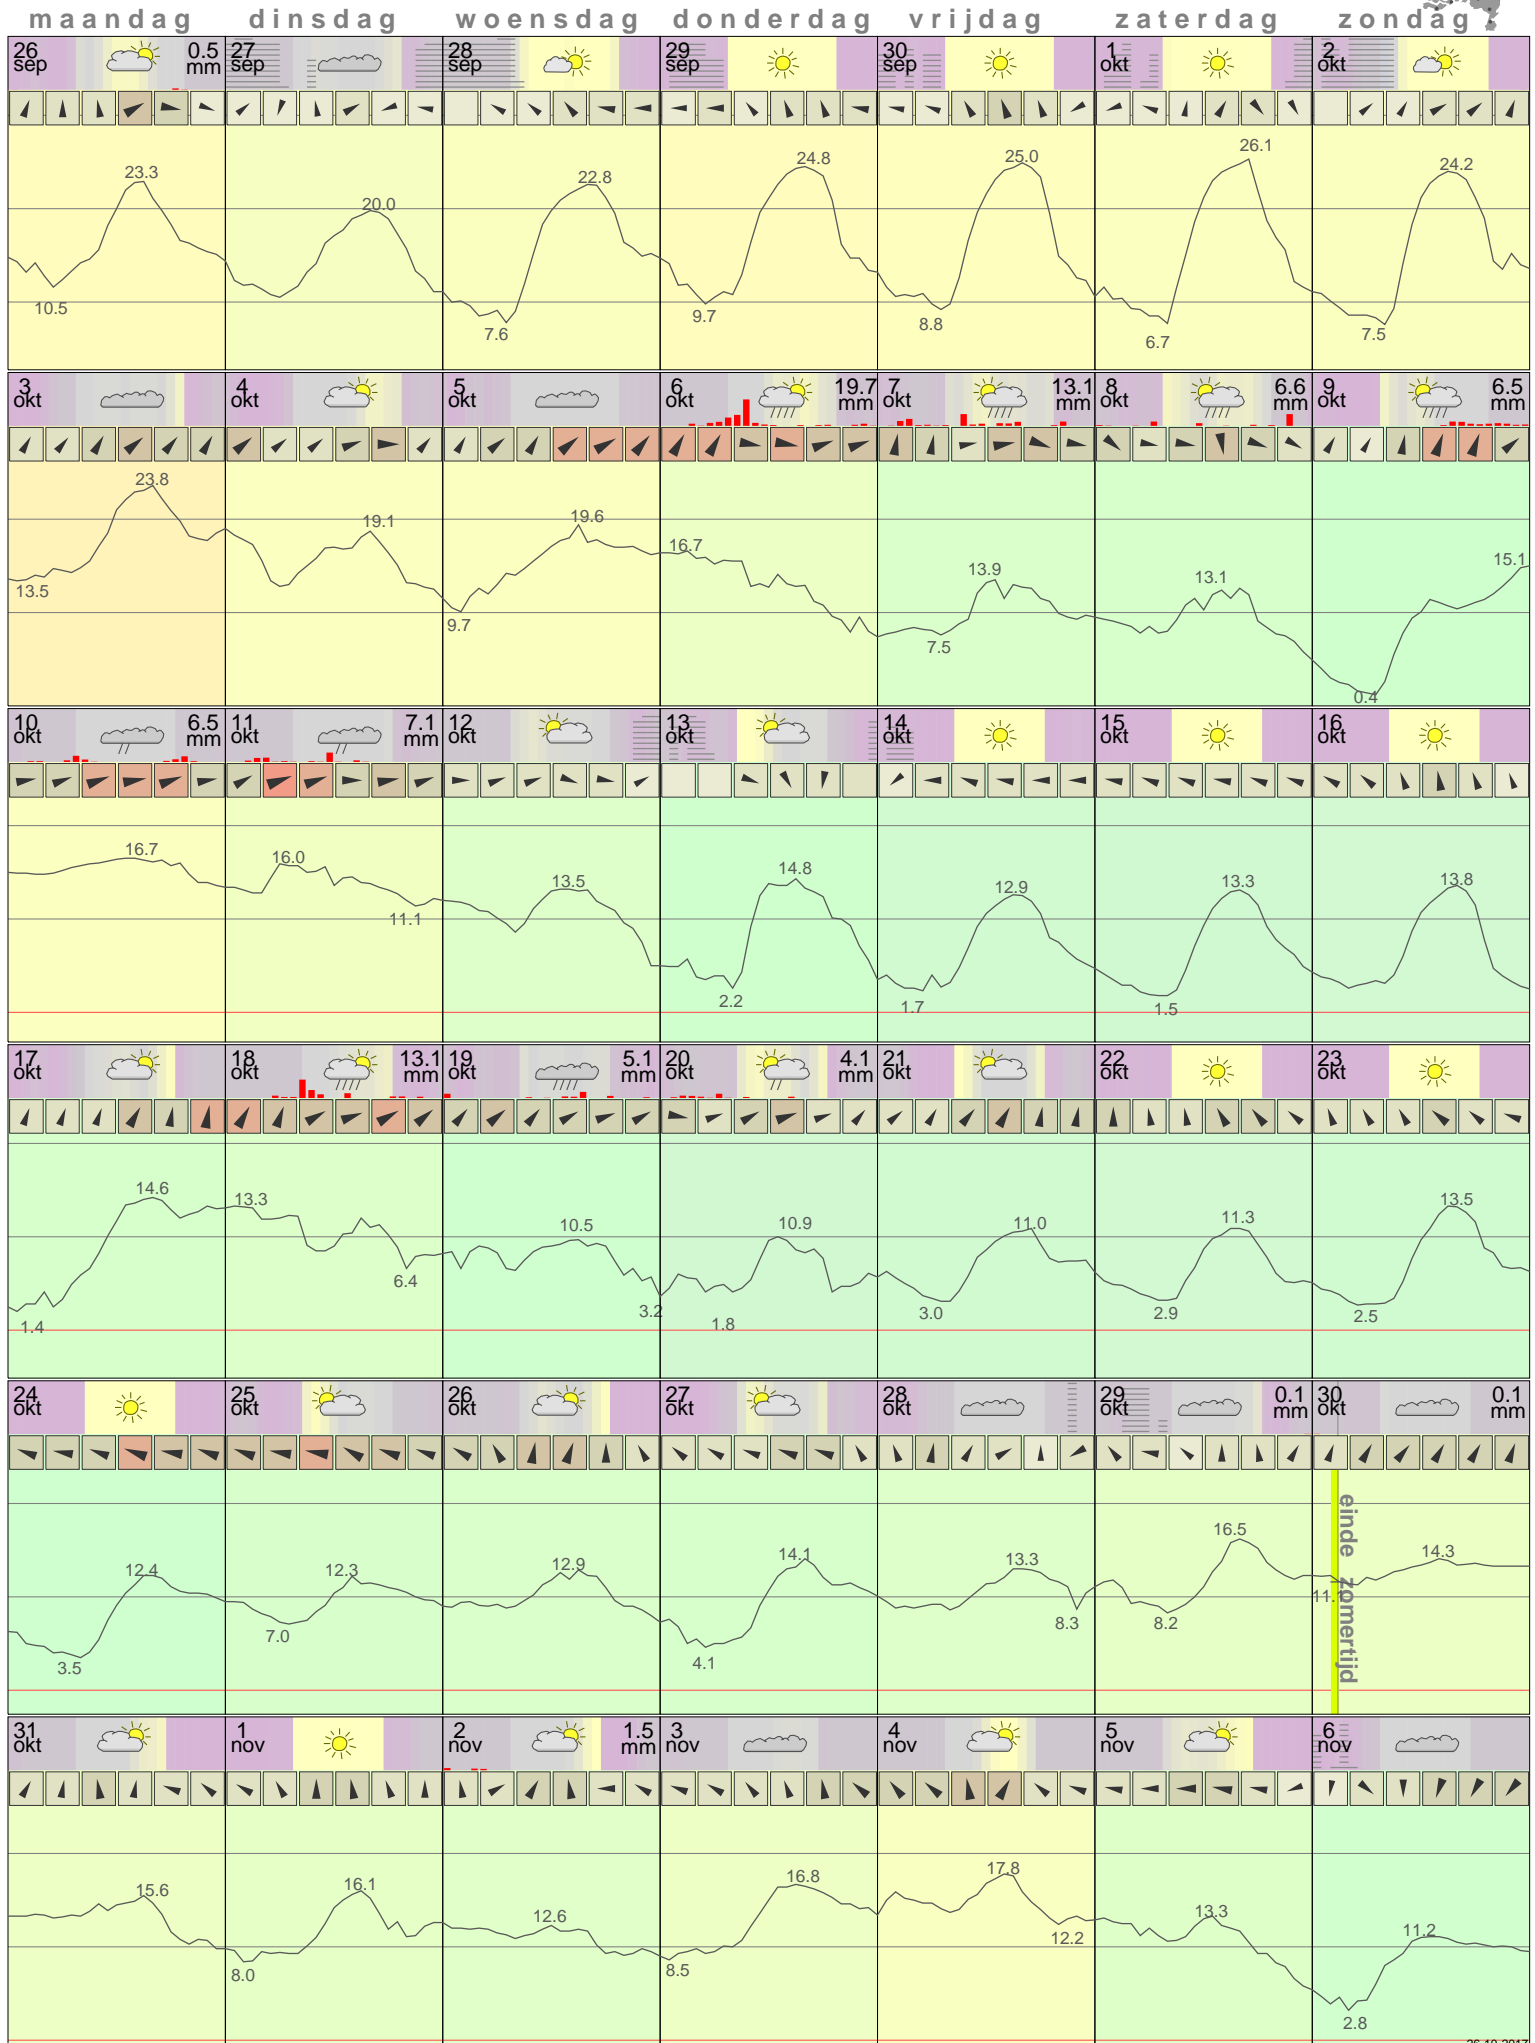 maandag dinsdag woensdag donderdag vrijdag zaterdag zondag
26 sep 0.5 mm 27 sep 28 sep 29 sep 30 sep 1 okt 2 okt
23.3 20.0 22.8 24.8 25.0 26.1 24.2
10.5 7.6 9.7 8.8 6.7 7.5
3 okt 4 okt 5 okt 6 okt 19.7 mm 7 okt 13.1 mm 8 okt 6.6 mm 9 okt 6.5 mm
23.8 19.1 19.6 16.7 13.9 13.1 15.1
13.5 9.7 7.5 0.4
10 okt 6.5 mm 11 okt 7.1 mm 12 okt 13 okt 14 okt 15 okt 16 okt
16.7 16.0 13.5 14.8 12.9 13.3 13.8
11.1 2.2 1.7 1.5
17 okt 18 okt 13.1 mm 19 okt 5.1 mm 20 okt 4.1 mm 21 okt 22 okt 23 okt
14.6 13.3 10.5 10.9 11.0 11.3 13.5
1.4 6.4 3.2 1.8 3.0 2.9 2.5
24 okt 25 okt 26 okt 27 okt 28 okt 29 okt 0.1 mm 30 okt 0.1 mm
12.4 12.3 12.9 14.1 13.3 16.5 14.3
3.5 7.0 4.1 8.3 8.2
einde zomertijd
31 okt 1 nov 2 nov 1.5 mm 3 nov 4 nov 5 nov 6 nov
15.6 16.1 12.6 16.8 17.8 13.3 11.2
8.0 8.5 12.2 2.8